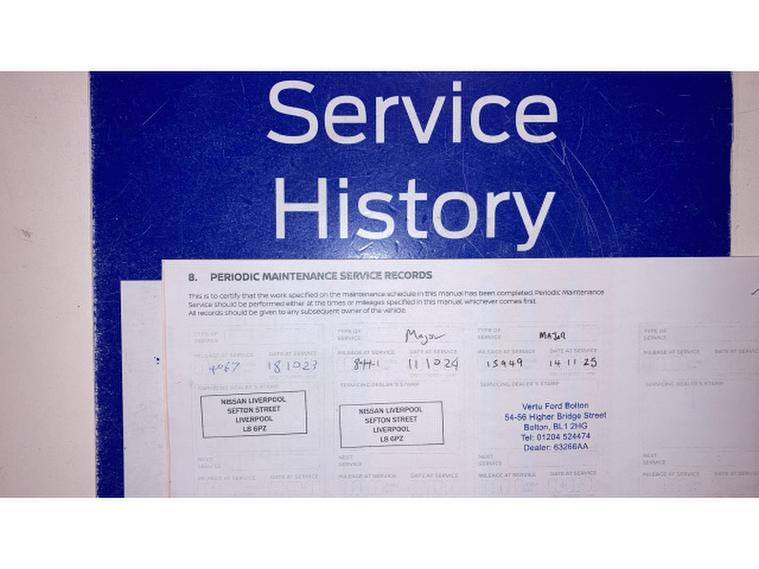 Service
History
8. PERIODIC MAINTENANCE SERVICE RECORDS
This is to certify that the work specified on the maintenance schedule in this manual has been completed. Periodic Maintenance
Service should be performed either at the times or mileages specified in this manual, whichever comes first.
All records should be given to any subsequent owner of the vehicle.
TYPE OF SERVICE
TYPE OF SERVICE Major
TYPE OF SERVICE MAJOR
TYPE OF SERVICE
MILEAGE AT SERVICE DATE AT SERVICE MILEAGE AT SERVICE DATE AT SERVICE MILEAGE AT SERVICE DATE AT SERVICE MILEAGE AT SERVICE
4067 18 10 23 11 10 24 15949 14 11 25
SERVICING DEALER'S STAMP SERVICING DEALER'S STAMP SERVICING DEALER'S STAMP SERVICING DEALER'S STAMP
NISSAN LIVERPOOL
SEFTON STREET
LIVERPOOL
L8 6PZ
NISSAN LIVERPOOL
SEFTON STREET
LIVERPOOL
L8 6PZ
Vertu Ford Bolton
54-56 Higher Bridge Street
Bolton, BL1 2HG
Tel: 01204 524474
Dealer: 63266AA
NEXT SERVICE
NEXT SERVICE
NEXT SERVICE
NEXT SERVICE
MILEAGE AT SERVICE DATE AT SERVICE MILEAGE AT SERVICE DATE AT SERVICE MILEAGE AT SERVICE DATE AT SERVICE MILEAGE AT SERVICE